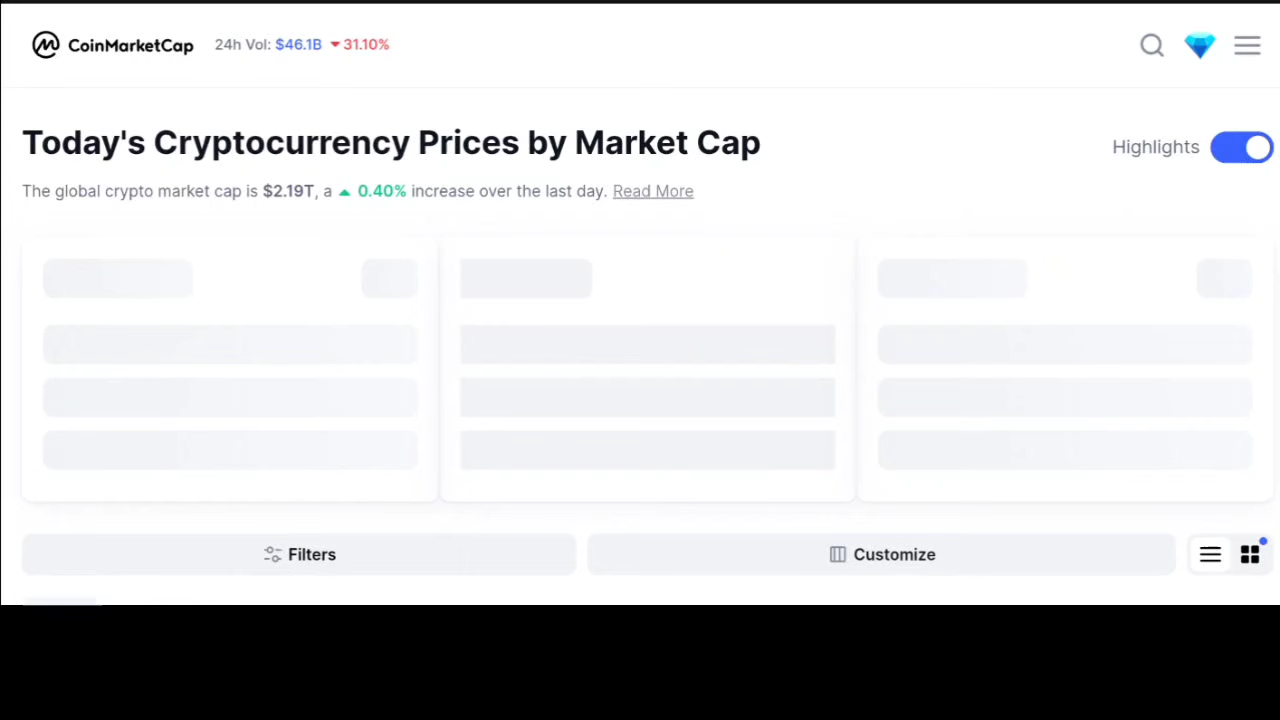 CoinMarketCap 24h Vol: $46.1B 31.10%
Today's Cryptocurrency Prices by Market Cap
Highlights
The global crypto market cap is $2.19T, a 0.40% increase over the last day. Read More
Filters
Customize